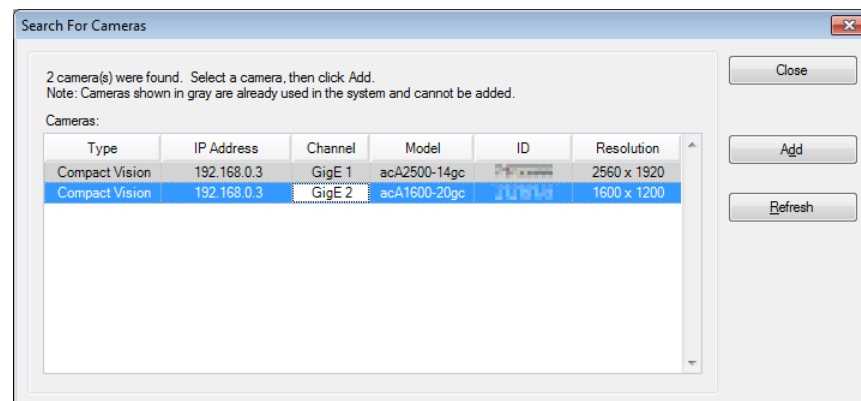 Search For Cameras
2 camera(s) were found. Select a camera, then click Add.
Note: Cameras shown in gray are already used in the system and cannot be added.
Close
Cameras:
Type IP Address Channel Model ID Resolution
Add
Compact Vision 192.168.0.3 GigE 1 acA2500-14gc 2560 x 1920
Compact Vision 192.168.0.3 GigE 2 acA1600-20gc 1600 x 1200
Refresh